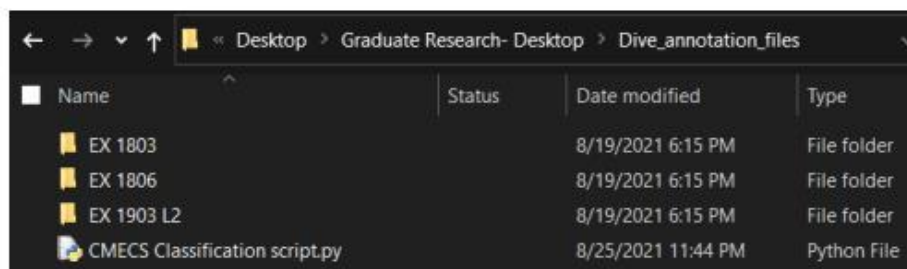 « Desktop > Graduate Research- Desktop > Dive_annotation_files
Name Status Date modified Type
EX 1803 8/19/2021 6:15 PM File folder
EX 1806 8/19/2021 6:15 PM File folder
EX 1903 L2 8/19/2021 6:15 PM File folder
CMECS Classification script.py 8/25/2021 11:44 PM Python File